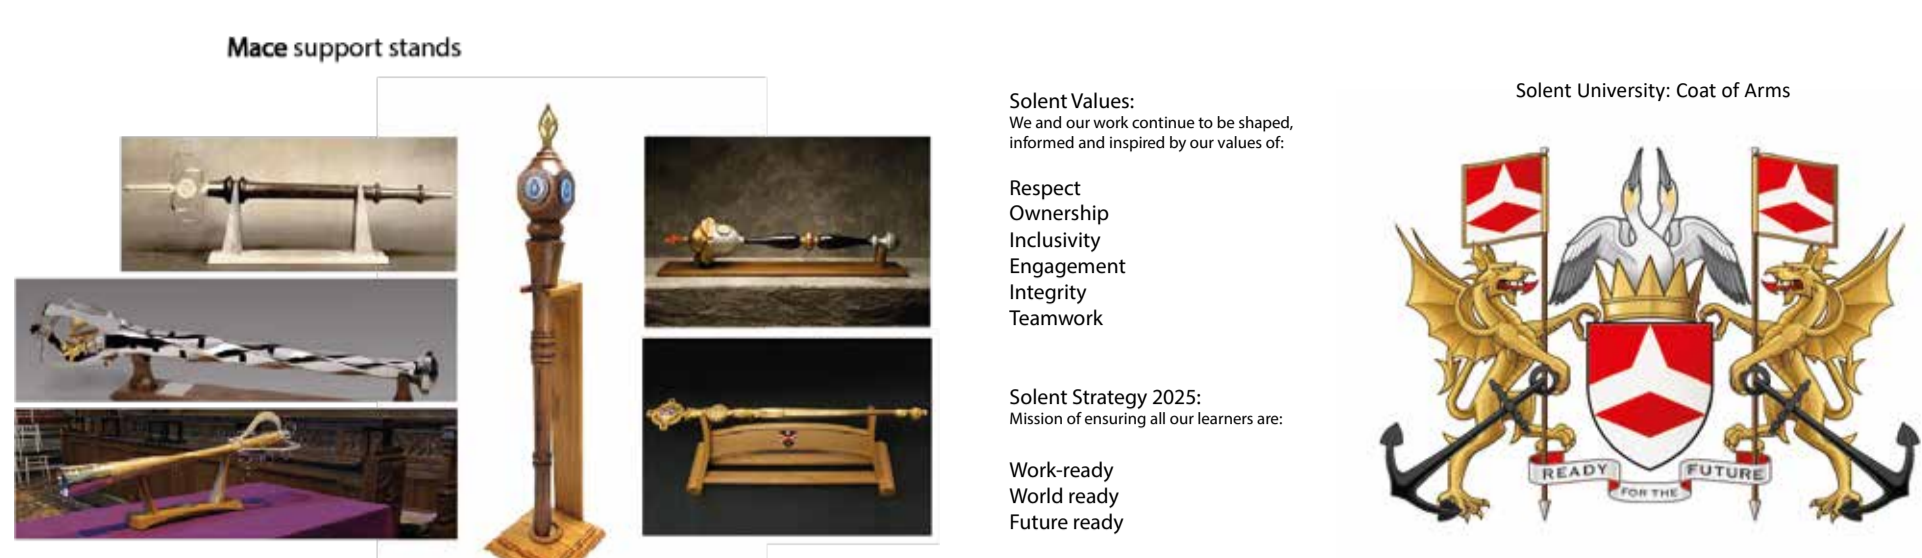 Mace support stands
Solent Values:
We and our work continue to be shaped,
informed and inspired by our values of:
Respect
Ownership
Inclusivity
Engagement
Integrity
Teamwork
Solent Strategy 2025:
Mission of ensuring all our learners are:
Work-ready
World ready
Future ready
Solent University: Coat of Arms
READY
FOR THE
FUTURE